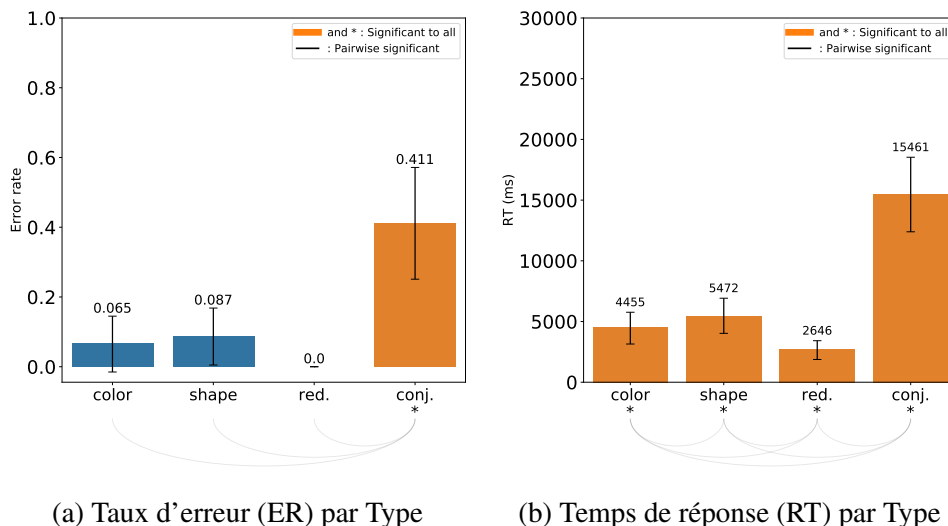 1.0
0.8
0.6
0.4
0.2
0.0
Error rate
and * : Significant to all
: Pairwise significant
0.065
0.087
0.0
0.411
color
shape
red.
conj.
*
(a) Taux d'erreur (ER) par Type
30000
25000
20000
15000
10000
5000
0
RT (ms)
and * : Significant to all
: Pairwise significant
4455
5472
2646
15461
color
shape
red.
conj.
*
*
*
*
(b) Temps de réponse (RT) par Type